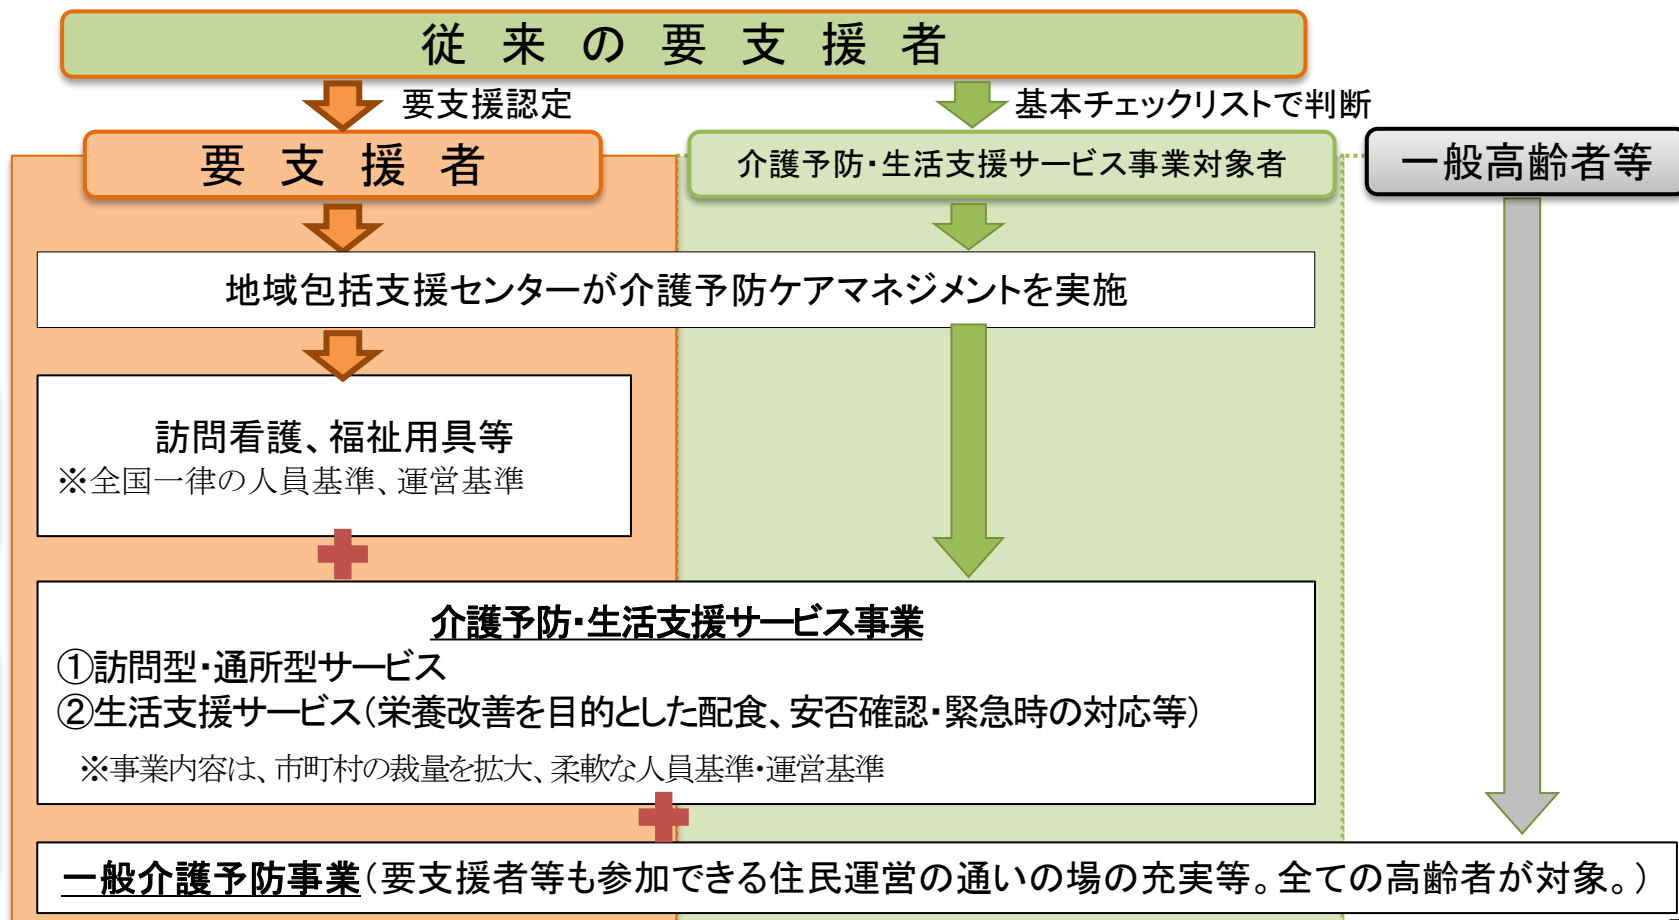 従来の要支援者
要支援認定
基本チェックリストで判断
要支援者
介護予防・生活支援サービス事業対象者
一般高齢者等
地域包括支援センターが介護予防ケアマネジメントを実施
訪問看護、福祉用具等
※全国一律の人員基準、運営基準
介護予防・生活支援サービス事業
①訪問型・通所型サービス
②生活支援サービス(栄養改善を目的とした配食、安否確認・緊急時の対応等)
※事業内容は、市町村の裁量を拡大、柔軟な人員基準・運営基準
一般介護予防事業(要支援者等も参加できる住民運営の通いの場の充実等。全ての高齢者が対象。)